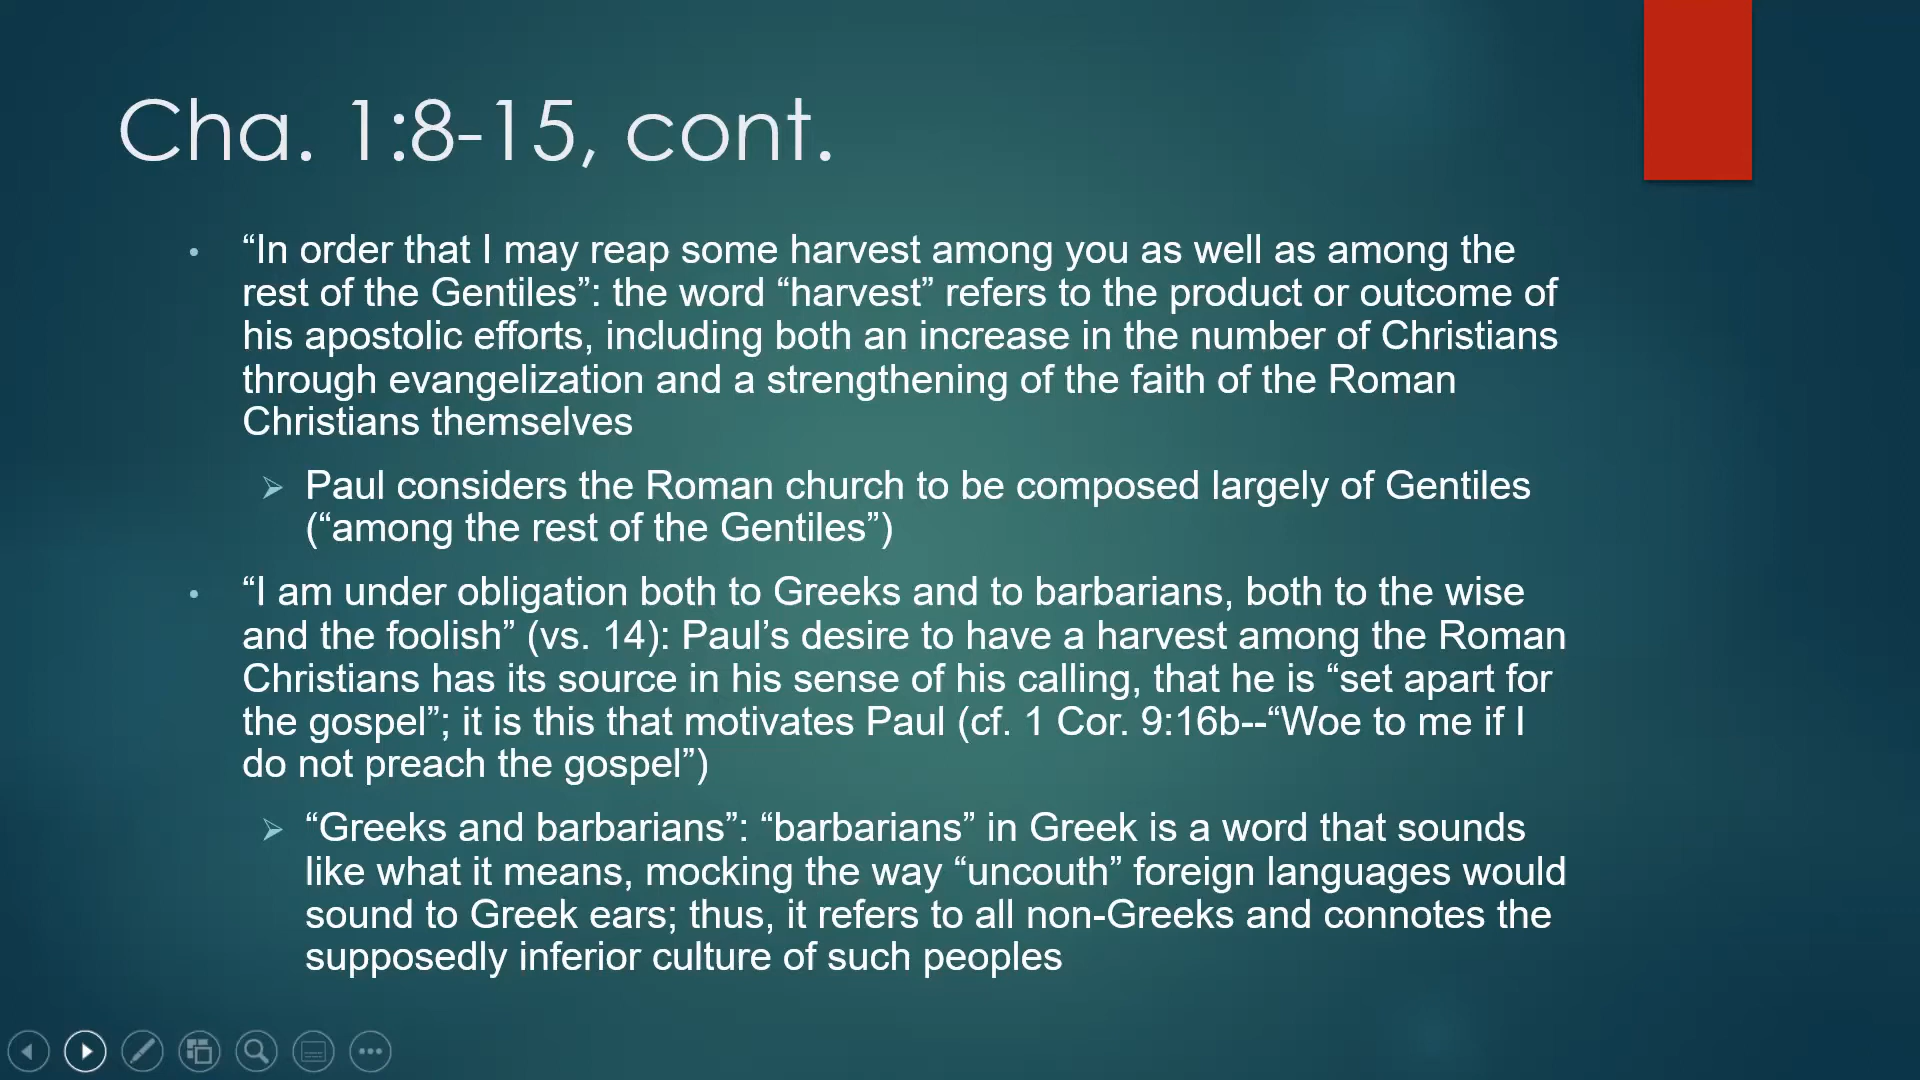 Cha. 1:8-15, cont.
• “In order that I may reap some harvest among you as well as among the
rest of the Gentiles”: the word “harvest” refers to the product or outcome of
his apostolic efforts, including both an increase in the number of Christians
through evangelization and a strengthening of the faith of the Roman
Christians themselves
➢ Paul considers the Roman church to be composed largely of Gentiles
(“among the rest of the Gentiles”)
• “I am under obligation both to Greeks and to barbarians, both to the wise
and the foolish” (vs. 14): Paul’s desire to have a harvest among the Roman
Christians has its source in his sense of his calling, that he is “set apart for
the gospel”; it is this that motivates Paul (cf. 1 Cor. 9:16b--“Woe to me if I
do not preach the gospel”)
➢ “Greeks and barbarians”: “barbarians” in Greek is a word that sounds
like what it means, mocking the way “uncouth” foreign languages would
sound to Greek ears; thus, it refers to all non-Greeks and connotes the
supposedly inferior culture of such peoples